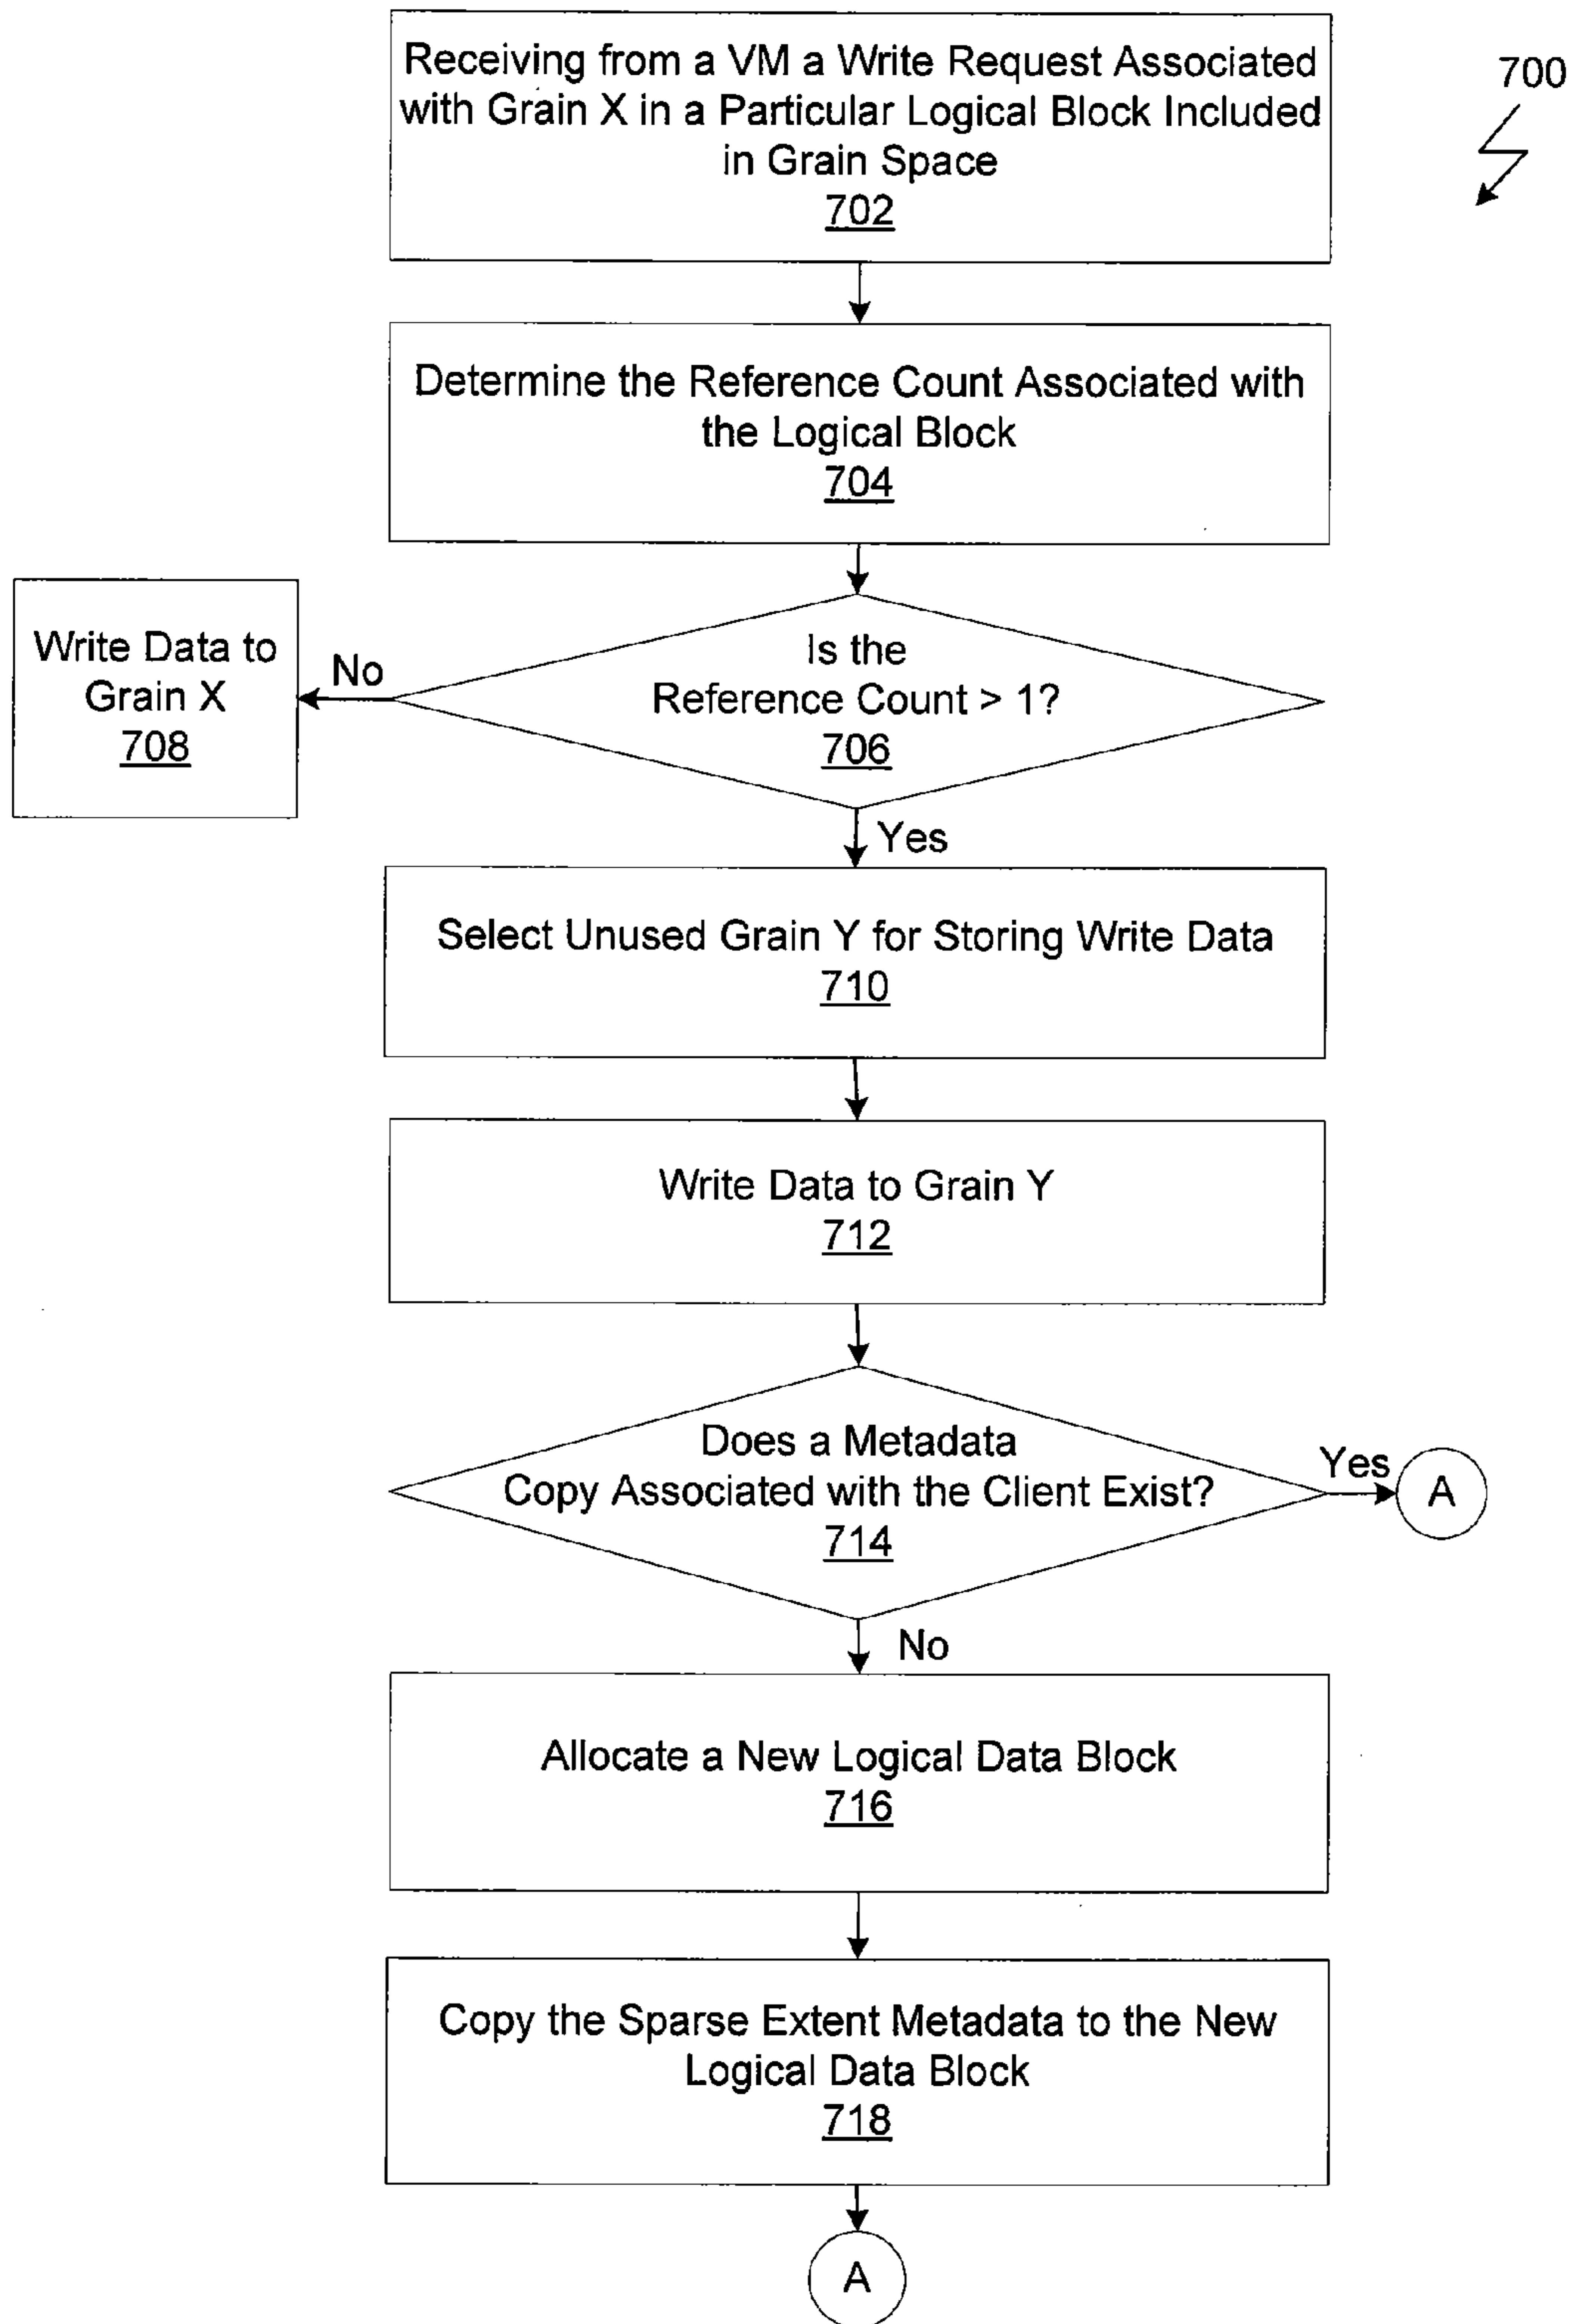 Receiving from a VM a Write Request Associated
with Grain X in a Particular Logical Block Included
in Grain Space
702
700
Determine the Reference Count Associated with
the Logical Block
704
Is the
Reference Count > 1?
706
No
Write Data to
Grain X
708
Yes
Select Unused Grain Y for Storing Write Data
710
Write Data to Grain Y
712
Does a Metadata
Copy Associated with the Client Exist?
714
Yes
A
No
Allocate a New Logical Data Block
716
Copy the Sparse Extent Metadata to the New
Logical Data Block
718
A